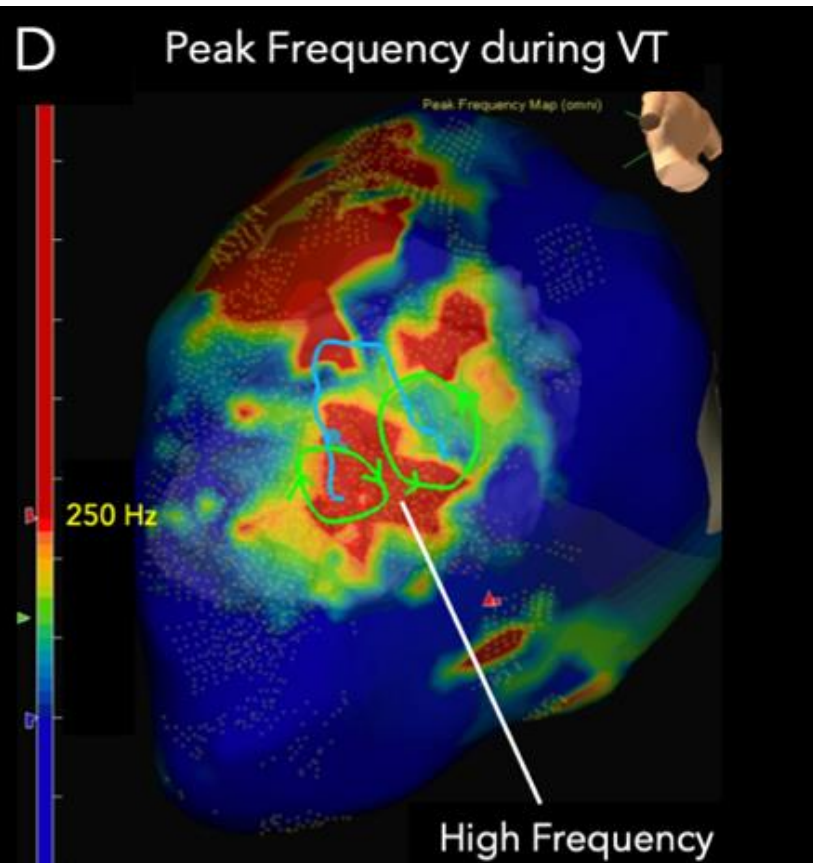 D
Peak Frequency during VT
Peak Frequency Map (omni)
250 Hz
High Frequency